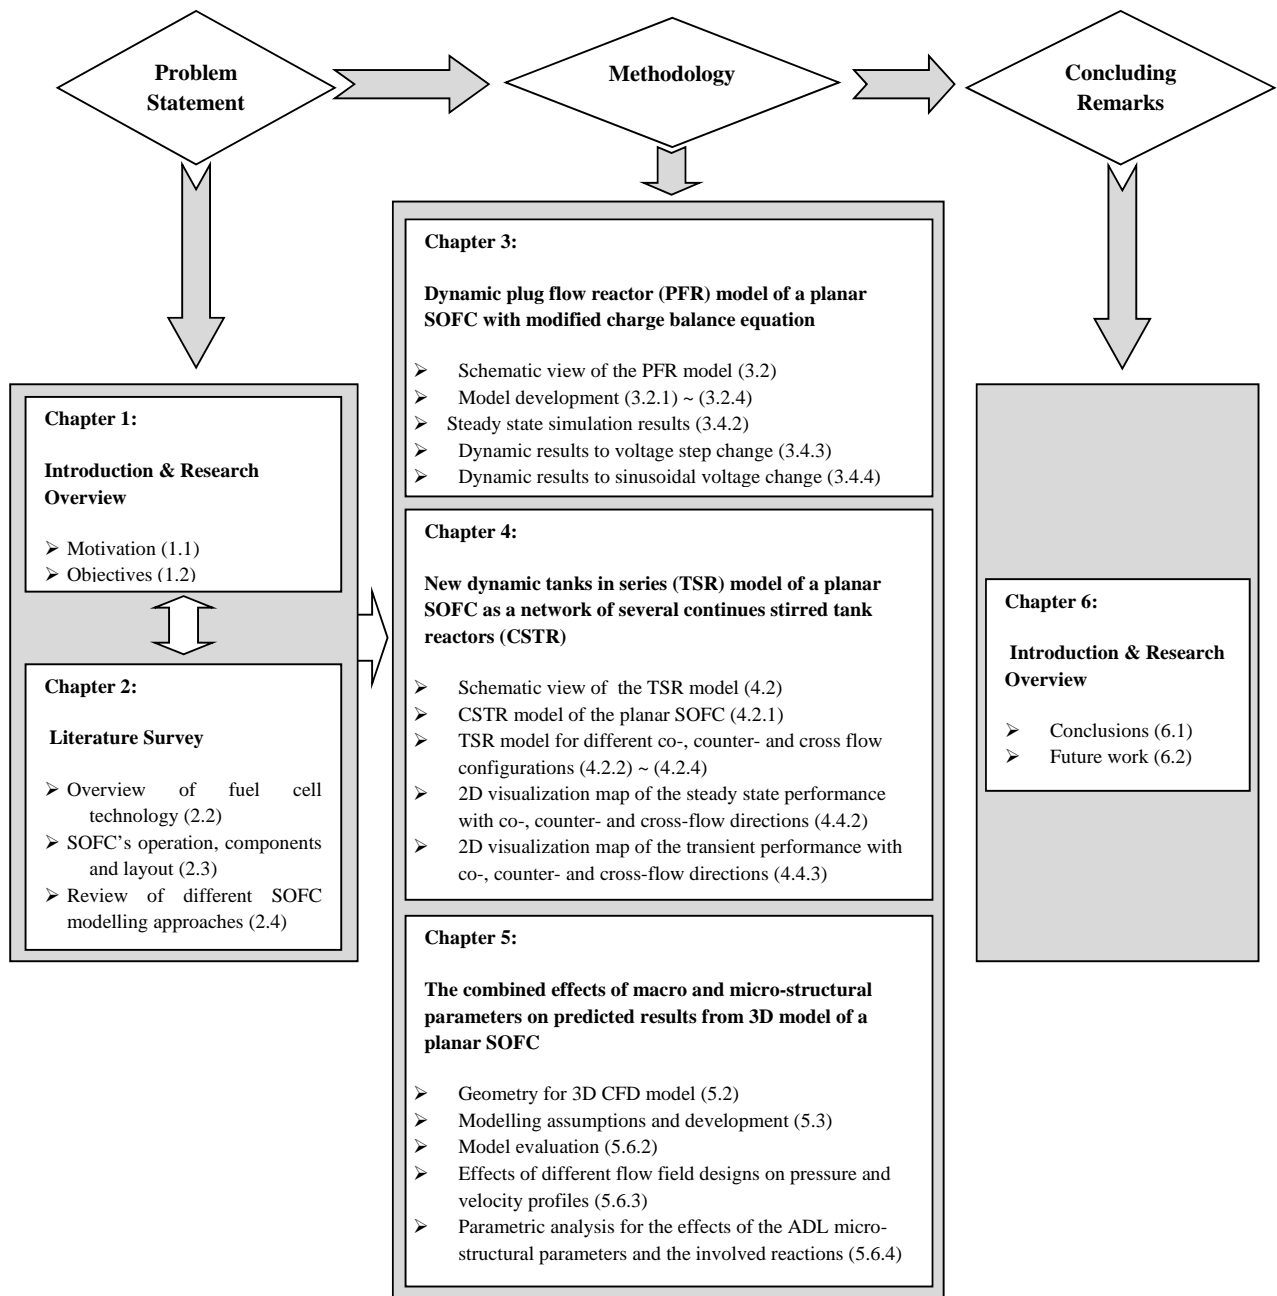 Problem
Statement
Methodology
Concluding
Remarks
Chapter 1:
Introduction & Research
Overview
➢ Motivation (1.1)
➢ Objectives (1.2)
Chapter 2:
Literature Survey
➢ Overview of fuel cell
technology (2.2)
➢ SOFC's operation, components
and layout (2.3)
➢ Review of different SOFC
modelling approaches (2.4)
Chapter 3:
Dynamic plug flow reactor (PFR) model of a planar
SOFC with modified charge balance equation
➢ Schematic view of the PFR model (3.2)
➢ Model development (3.2.1) ~ (3.2.4)
➢ Steady state simulation results (3.4.2)
➢ Dynamic results to voltage step change (3.4.3)
➢ Dynamic results to sinusoidal voltage change (3.4.4)
Chapter 4:
New dynamic tanks in series (TSR) model of a planar
SOFC as a network of several continues stirred tank
reactors (CSTR)
➢ Schematic view of the TSR model (4.2)
➢ CSTR model of the planar SOFC (4.2.1)
➢ TSR model for different co-, counter- and cross flow
configurations (4.2.2) ~ (4.2.4)
➢ 2D visualization map of the steady state performance
with co-, counter- and cross-flow directions (4.4.2)
➢ 2D visualization map of the transient performance with
co-, counter- and cross-flow directions (4.4.3)
Chapter 5:
The combined effects of macro and micro-structural
parameters on predicted results from 3D model of a
planar SOFC
➢ Geometry for 3D CFD model (5.2)
➢ Modelling assumptions and development (5.3)
➢ Model evaluation (5.6.2)
➢ Effects of different flow field designs on pressure and
velocity profiles (5.6.3)
➢ Parametric analysis for the effects of the ADL micro-
structural parameters and the involved reactions (5.6.4)
Chapter 6:
Introduction & Research
Overview
➢ Conclusions (6.1)
➢ Future work (6.2)